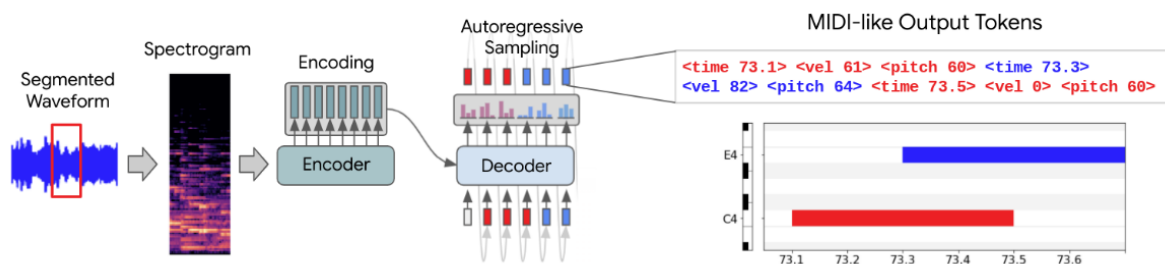 Segmented
Waveform
Spectrogram
Encoding
Encoder
Autoregressive
Sampling
Decoder
MIDI-like Output Tokens
<time 73.1> <vel 61> <pitch 60> <time 73.3>
<vel 82> <pitch 64> <time 73.5> <vel 0> <pitch 60>
E4
C4
73.1 73.2 73.3 73.4 73.5 73.6